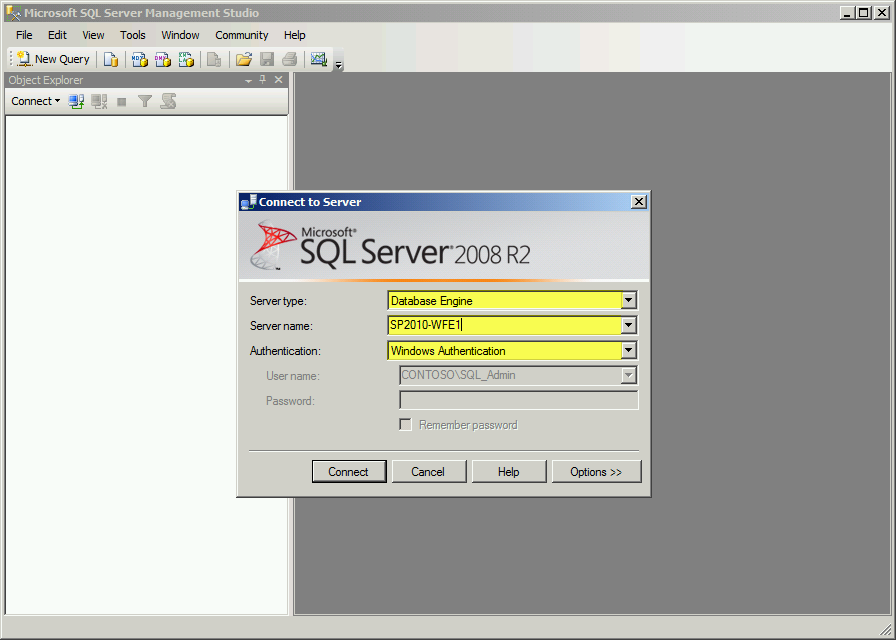 Microsoft SQL Server Management Studio
File Edit View Tools Window Community Help
New Query
Object Explorer
Connect
Connect to Server
Microsoft®
SQL Server® 2008 R2
Server type: Database Engine
Server name: SP2010-WFE1
Authentication: Windows Authentication
User name: CONTOSO\SQL_Admin
Password:
Remember password
Connect Cancel Help Options >>